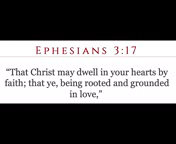 EPHESIANS 3:17
“That Christ may dwell in your hearts by
faith; that ye, being rooted and grounded
in love,”